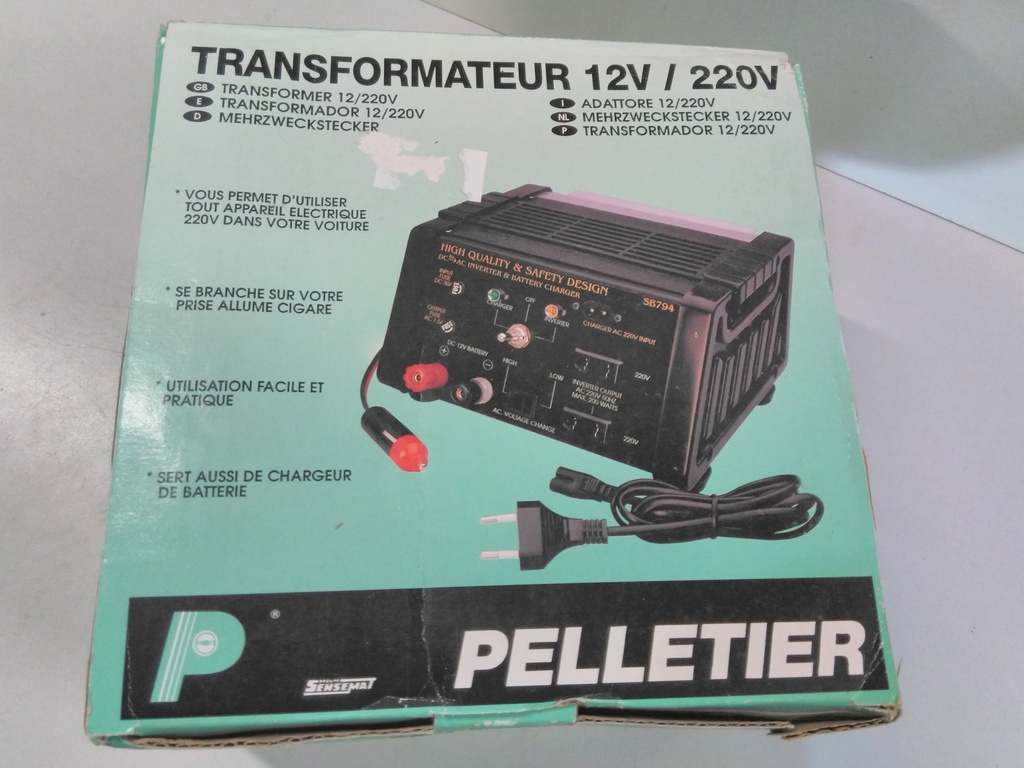 TRANSFORMATEUR 12V / 220V
GB TRANSFORMER 12/220V
E TRANSFORMADOR 12/220V
D MEHRZWECKSTECKER
I ADATTORE 12/220V
NL MEHRZWECKSTECKER 12/220V
P TRANSFORMADOR 12/220V
* VOUS PERMET D'UTILISER
TOUT APPAREIL ELECTRIQUE
220V DANS VOTRE VOITURE
* SE BRANCHE SUR VOTRE
PRISE ALLUME CIGARE
* UTILISATION FACILE ET
PRATIQUE
* SERT AUSSI DE CHARGEUR
DE BATTERIE
HIGH QUALITY & SAFETY DESIGN
DC to AC INVERTER & BATTERY CHARGER
SB794
INPUT
FUSE
OUTPUT
FUSE
CHARGER
OFF
INVERTER
CHARGER AC 220V INPUT
DC 12V BATTERY
+
−
HIGH
LOW
AC. VOLTAGE CHANGE
INVERTER OUTPUT
AC 220V 50HZ
MAX. 200 WATTS
220V
220V
P ®
SENSEMAT
PELLETIER